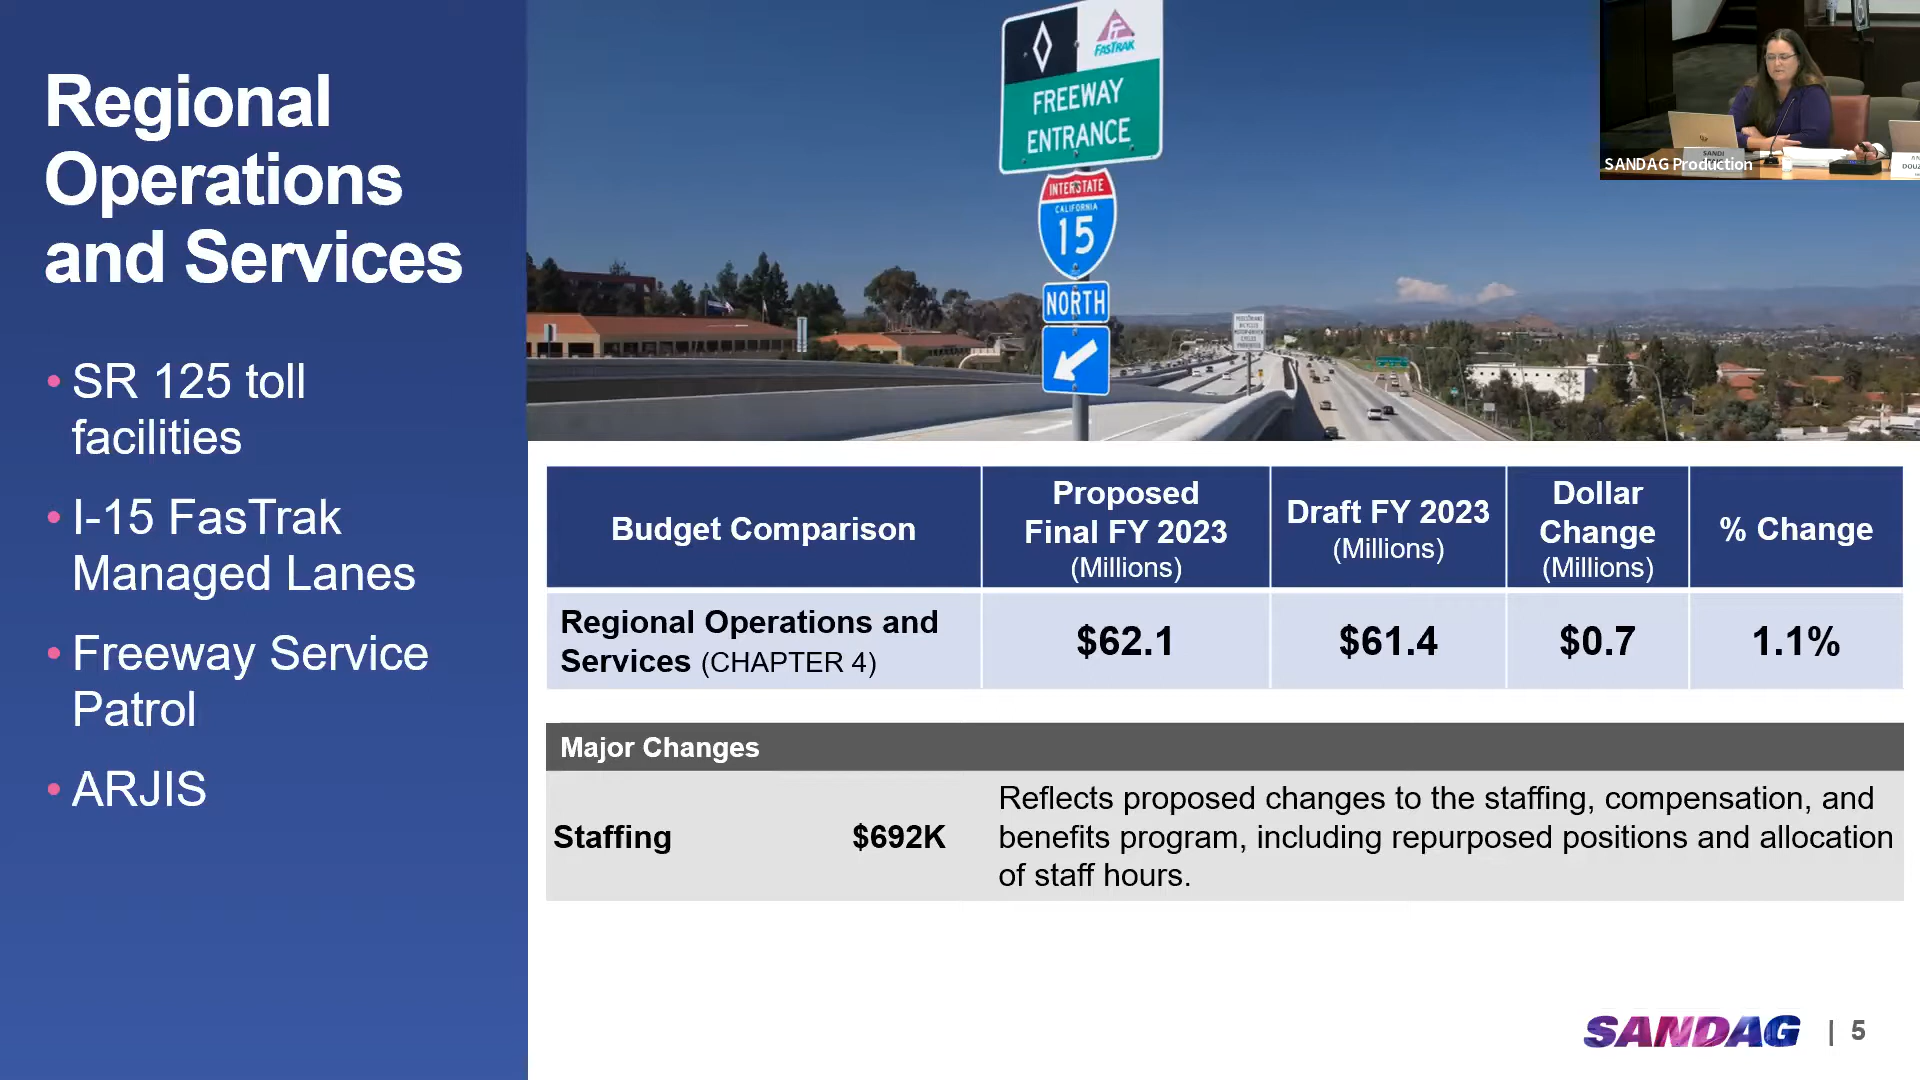 Regional
Operations
and Services
• SR 125 toll
facilities
• I-15 FasTrak
Managed Lanes
• Freeway Service
Patrol
• ARJIS
FASTRAK
FREEWAY
ENTRANCE
INTERSTATE
CALIFORNIA
15
NORTH
SANDI
SANDAG Production
Budget Comparison
Proposed
Final FY 2023
(Millions)
Draft FY 2023
(Millions)
Dollar
Change
(Millions)
% Change
Regional Operations and
Services (CHAPTER 4)
$62.1
$61.4
$0.7
1.1%
Major Changes
Staffing
$692K
Reflects proposed changes to the staffing, compensation, and
benefits program, including repurposed positions and allocation
of staff hours.
SANDAG | 5